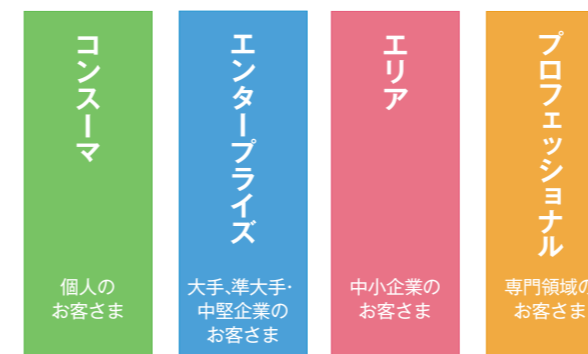 コンスーマ
個人の
お客さま
エンタープライズ
大手、準大手・
中堅企業の
お客さま
エリア
中小企業の
お客さま
プロフェッショナル
専門領域の
お客さま